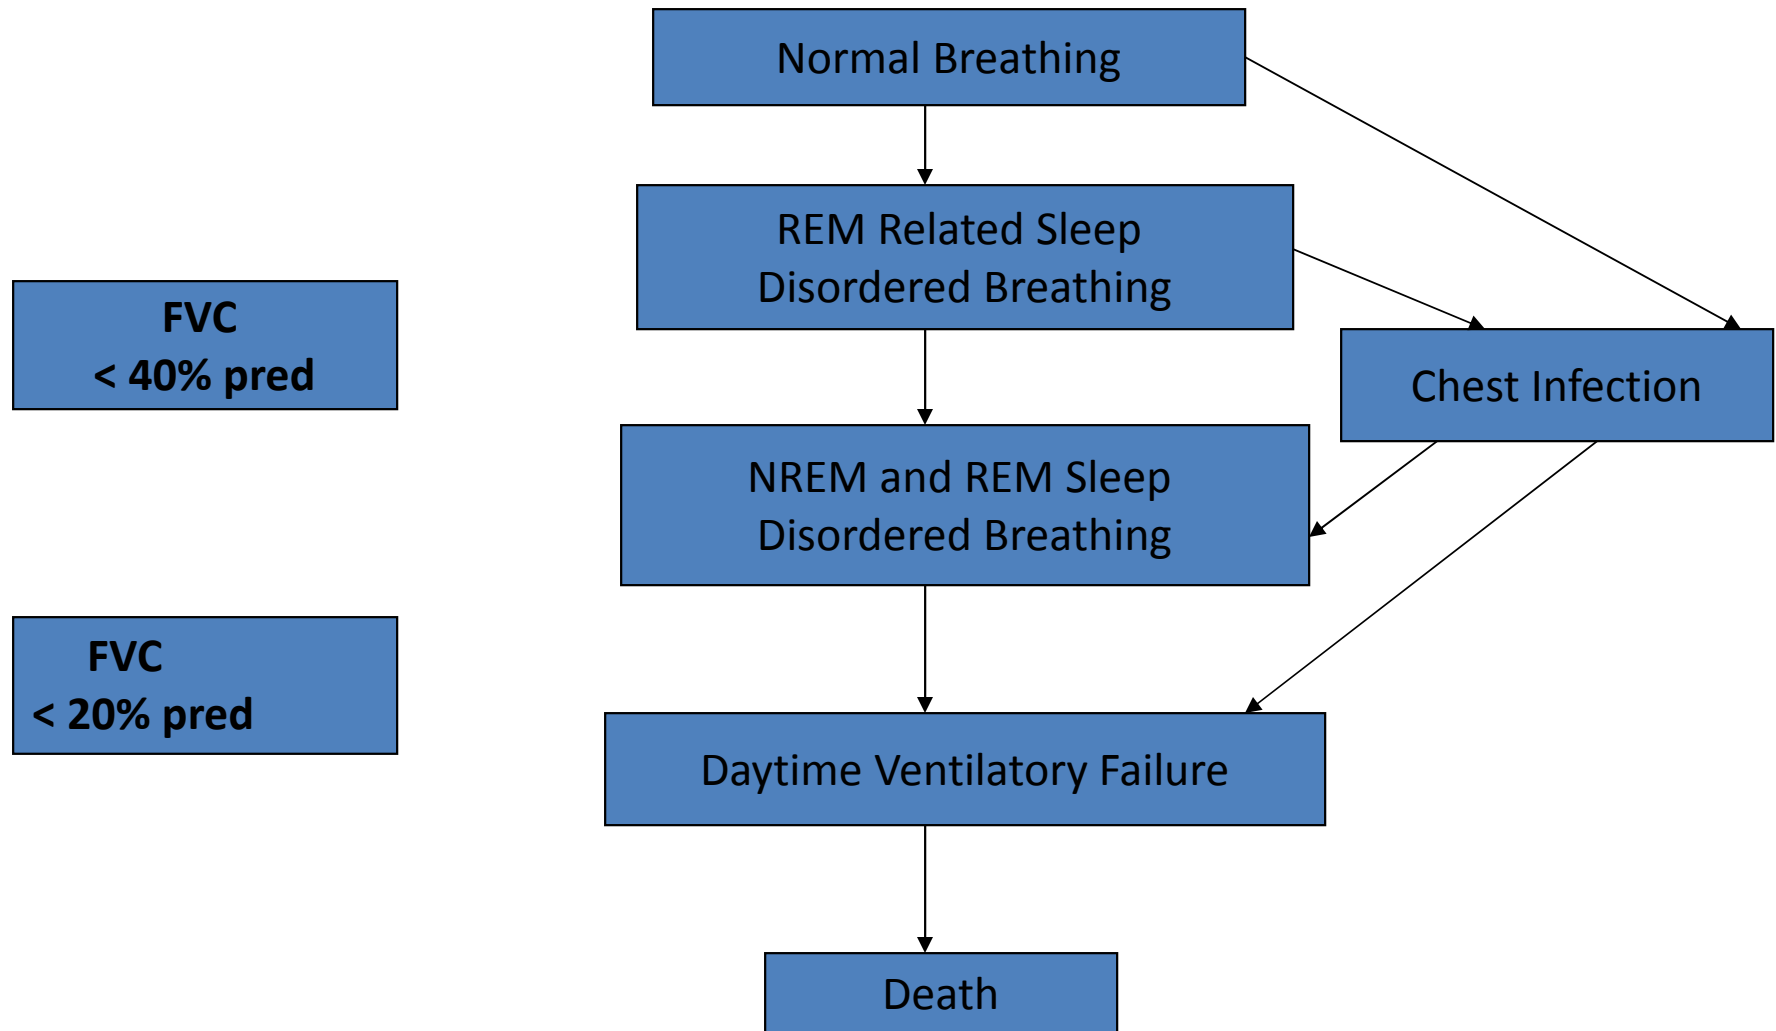 Normal Breathing
REM Related Sleep
Disordered Breathing
FVC
< 40% pred
Chest Infection
NREM and REM Sleep
Disordered Breathing
FVC
< 20% pred
Daytime Ventilatory Failure
Death